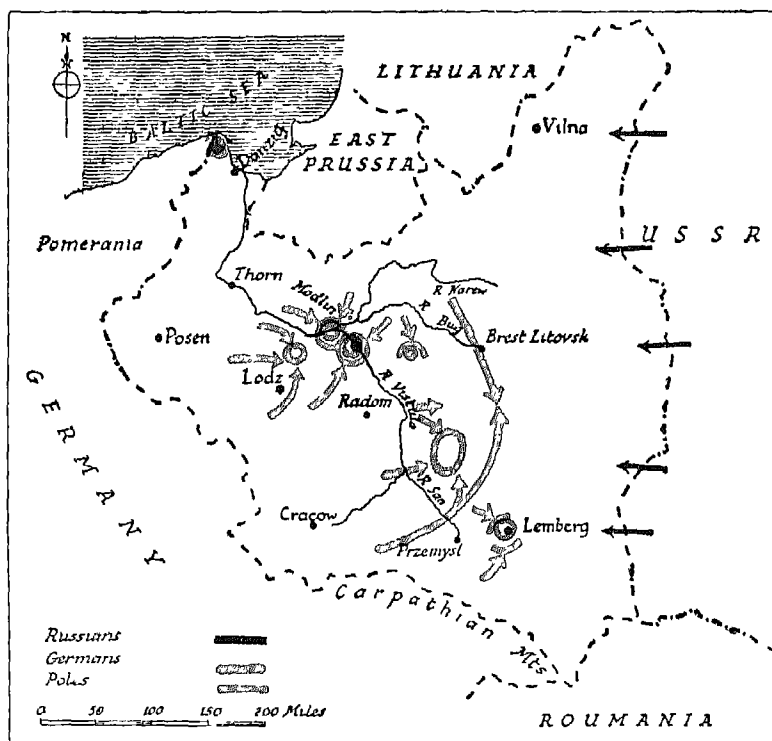 N
BALTIC SEA
LITHUANIA
Vilna
Danzig
EAST
PRUSSIA
Pomerania
U S S R
Thorn
Modlin
R Narew
R Bug
Posen
Brest Litovsk
Lodz
R Vistula
Radom
GERMANY
R San
Cracow
Lemberg
Przemysl
Carpathian Mts
Russians
Germans
Poles
0 50 100 150 200 Miles
ROUMANIA